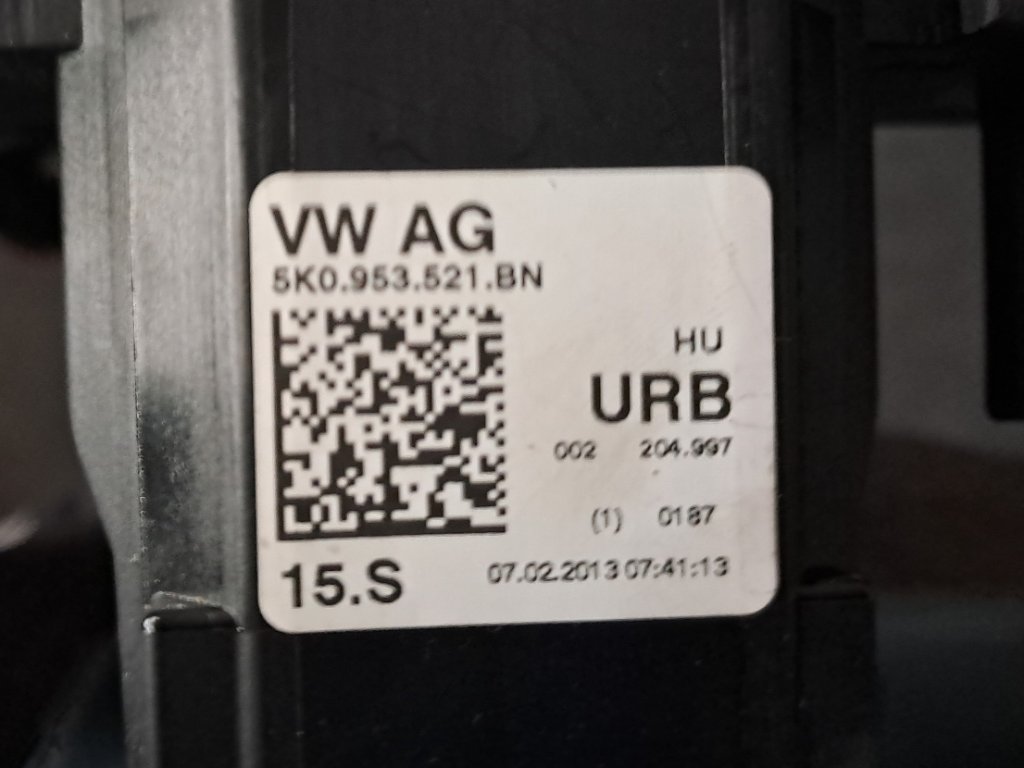 VW AG
5K0.953.521.BN
HU
URB
002 204.997
(1) 0187
15.S
07.02.2013 07:41:13